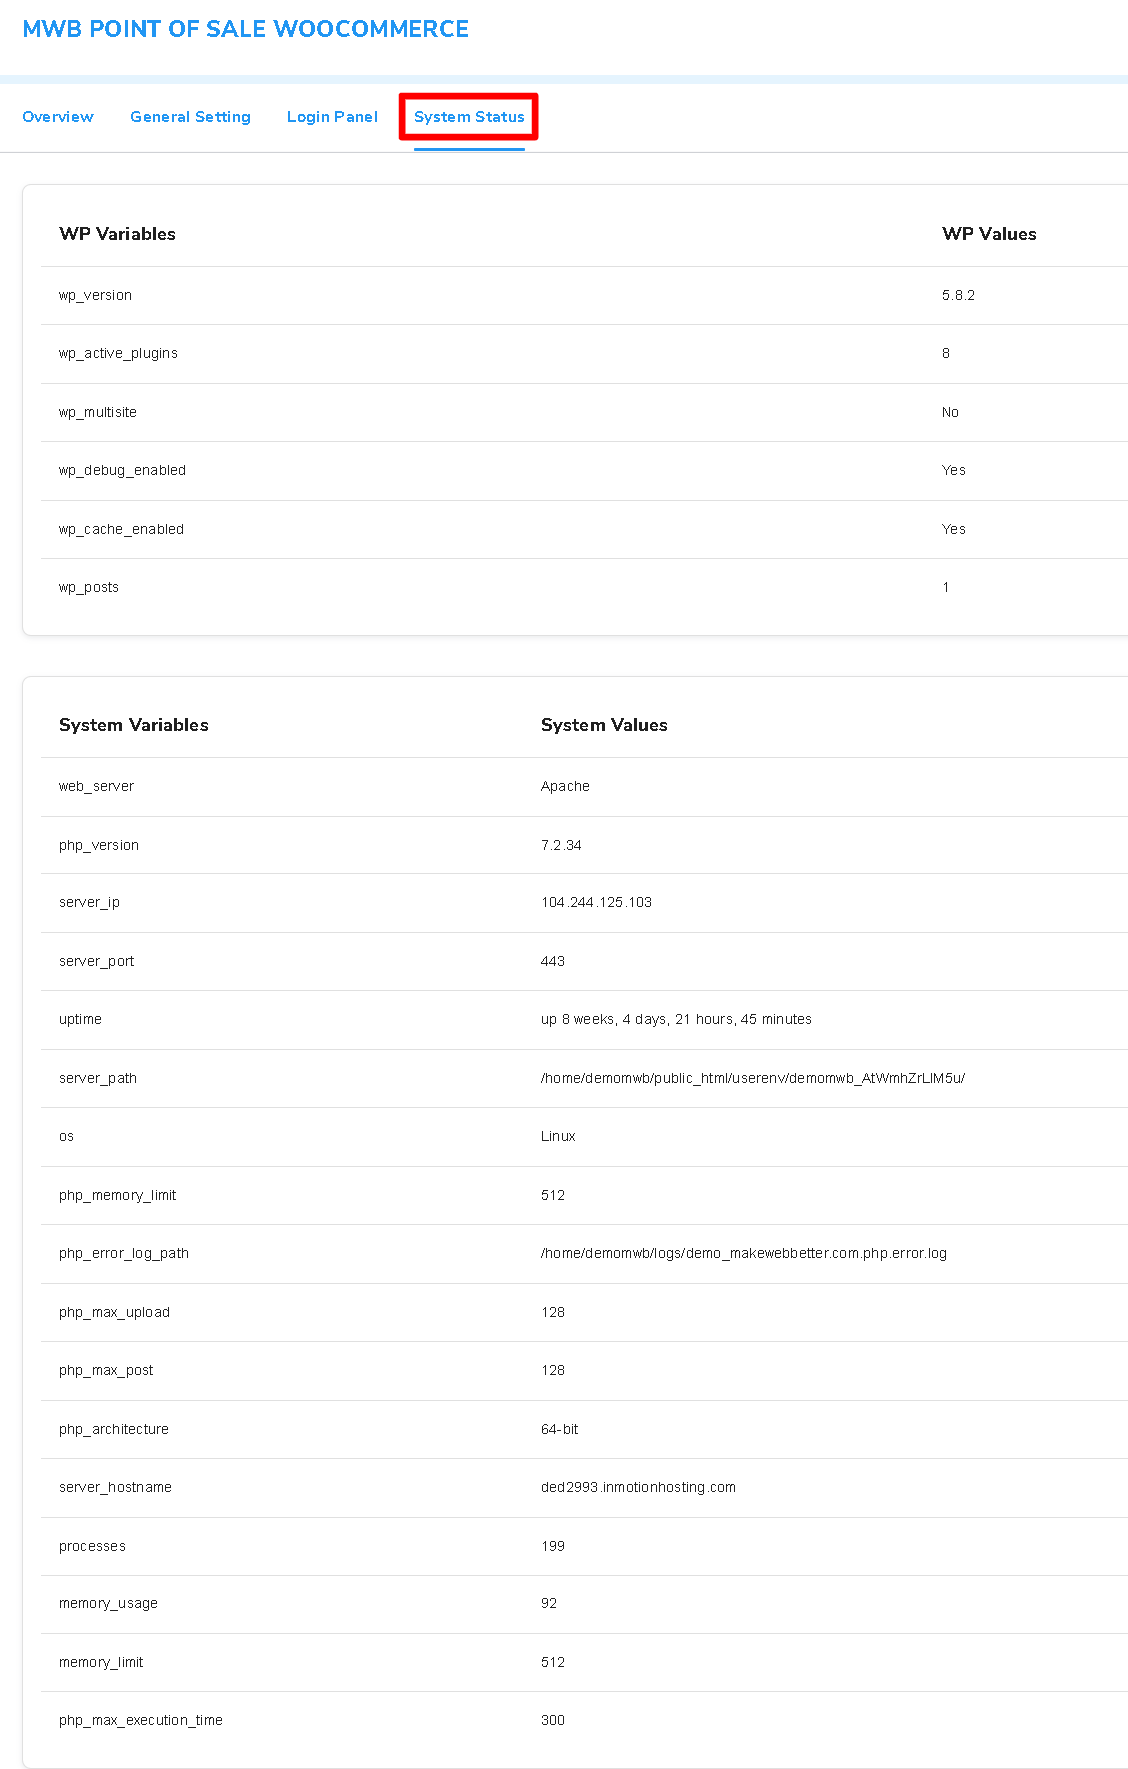 MWB POINT OF SALE WOOCOMMERCE
Overview General Setting Login Panel System Status
WP Variables WP Values
wp_version 5.8.2
wp_active_plugins 8
wp_multisite No
wp_debug_enabled Yes
wp_cache_enabled Yes
wp_posts 1
System Variables System Values
web_server Apache
php_version 7.2.34
server_ip 104.244.125.103
server_port 443
uptime up 8 weeks, 4 days, 21 hours, 45 minutes
server_path /home/demomwb/public_html/userenv/demomwb_AtWmhZrLIM5u/
os Linux
php_memory_limit 512
php_error_log_path /home/demomwb/logs/demo_makewebbetter.com.php.error.log
php_max_upload 128
php_max_post 128
php_architecture 64-bit
server_hostname ded2993.inmotionhosting.com
processes 199
memory_usage 92
memory_limit 512
php_max_execution_time 300